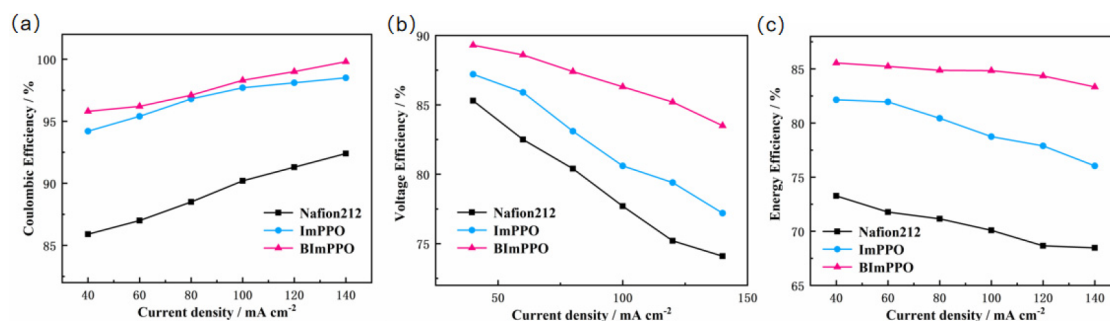 (a)
100
95
90
85
Coulombic Efficiency / %
Nafion212
ImPPO
BImPPO
40 60 80 100 120 140
Current density / mA cm⁻²
(b)
90
85
80
75
Voltage Efficiency / %
Nafion212
ImPPO
BImPPO
50 100 150
Current density / mA cm⁻²
(c)
85
80
75
70
65
Energy Efficiency / %
Nafion212
ImPPO
BImPPO
40 60 80 100 120 140
Current density / mA cm⁻²